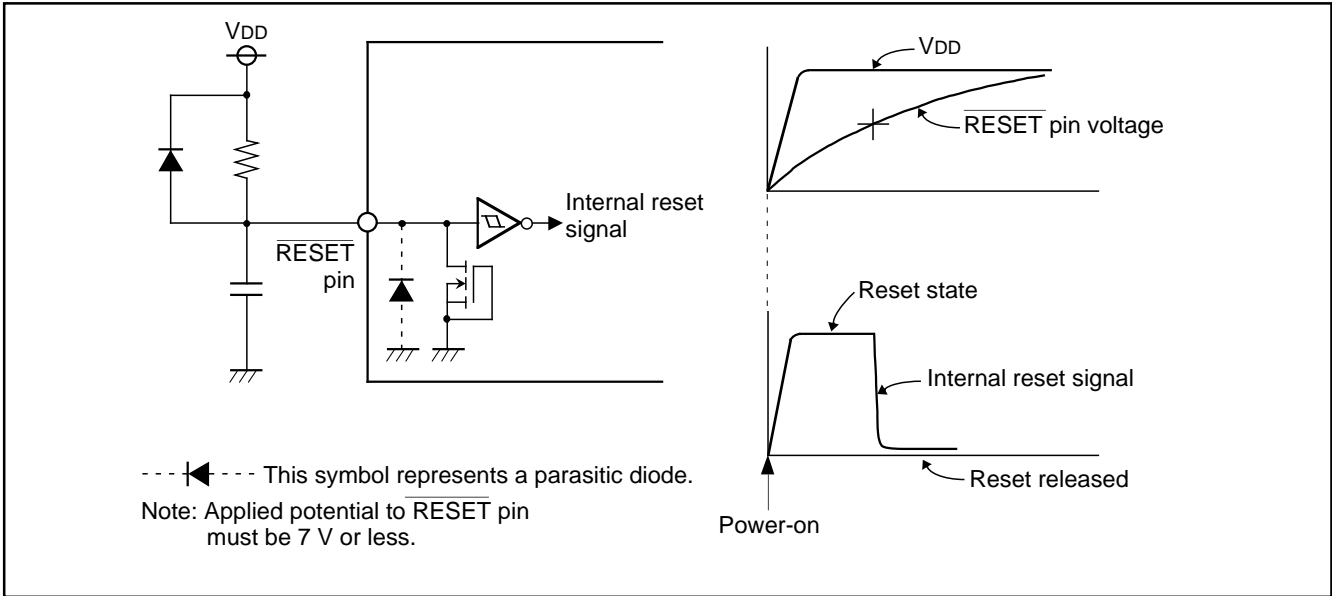 VDD
RESET
pin
Internal reset
signal
- - - - This symbol represents a parasitic diode.
Note: Applied potential to RESET pin
must be 7 V or less.
VDD
RESET pin voltage
Reset state
Internal reset signal
Reset released
Power-on